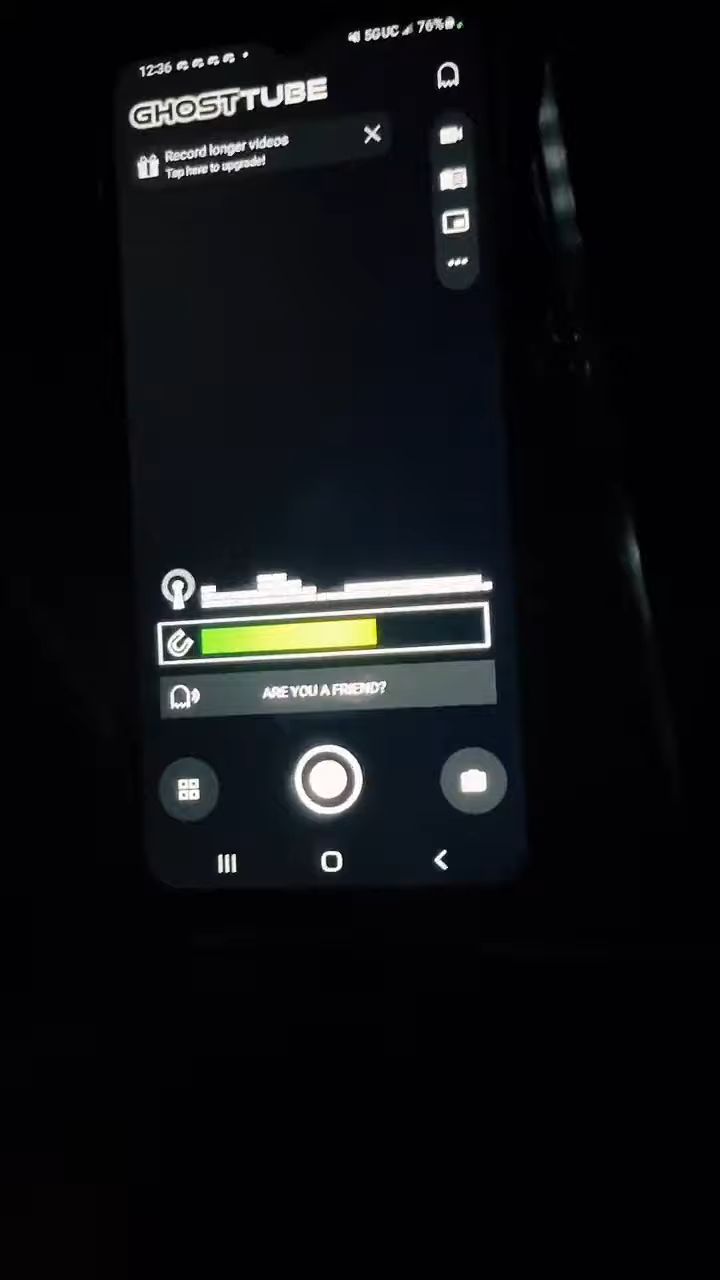 12:36
5GUC 76%
GHOSTTUBE
Record longer videos
Tap here to upgrade!
ARE YOU A FRIEND?